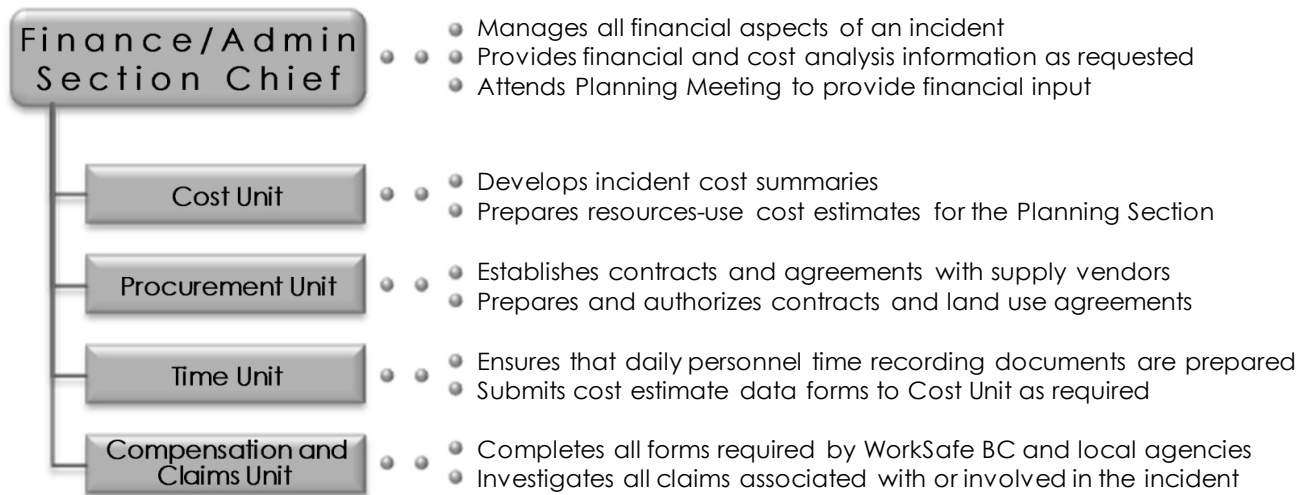 Finance/Admin
Section Chief
Manages all financial aspects of an incident
Provides financial and cost analysis information as requested
Attends Planning Meeting to provide financial input
Cost Unit
Develops incident cost summaries
Prepares resources-use cost estimates for the Planning Section
Procurement Unit
Establishes contracts and agreements with supply vendors
Prepares and authorizes contracts and land use agreements
Time Unit
Ensures that daily personnel time recording documents are prepared
Submits cost estimate data forms to Cost Unit as required
Compensation and
Claims Unit
Completes all forms required by WorkSafe BC and local agencies
Investigates all claims associated with or involved in the incident